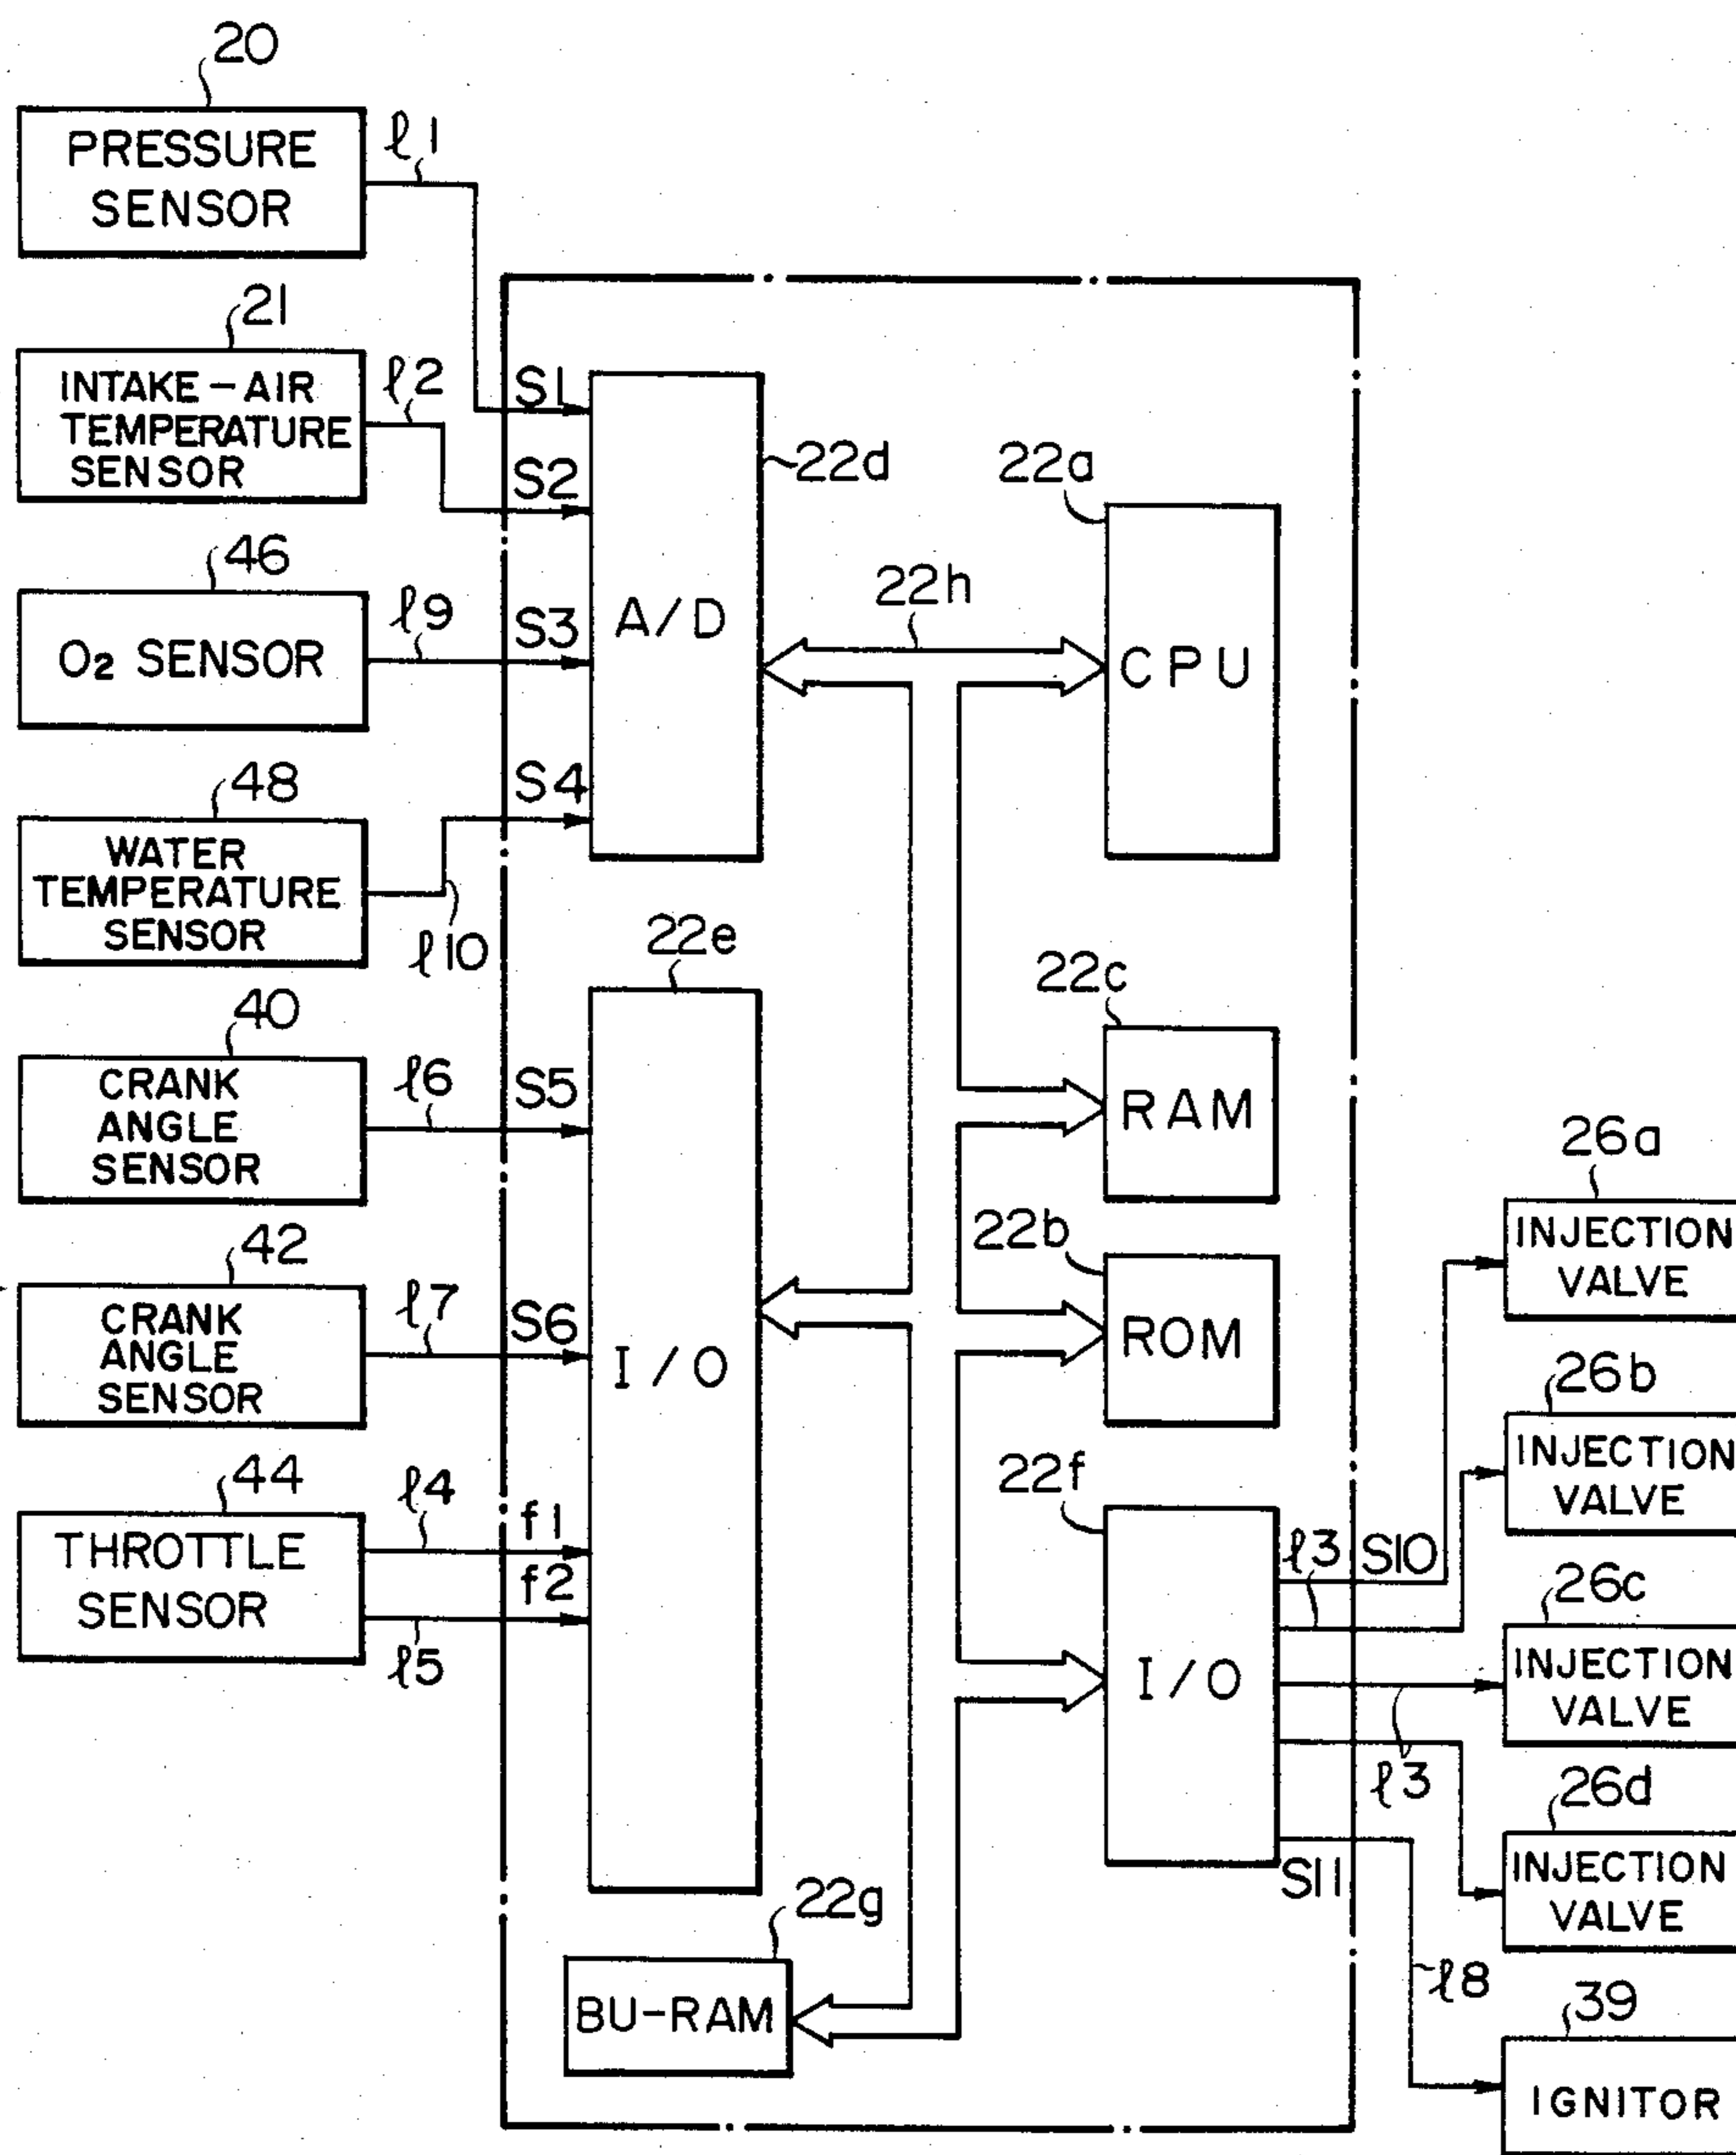 20
PRESSURE
SENSOR
ℓ1
21
INTAKE-AIR
TEMPERATURE
SENSOR
ℓ2
46
O2 SENSOR
ℓ9
48
WATER
TEMPERATURE
SENSOR
ℓ10
40
CRANK
ANGLE
SENSOR
ℓ6
42
CRANK
ANGLE
SENSOR
ℓ7
44
THROTTLE
SENSOR
ℓ4
ℓ5
S1
S2
S3
S4
A/D
22d
22h
22a
CPU
22e
S5
S6
f1
f2
I/O
22c
RAM
22b
ROM
22f
I/O
22g
BU-RAM
ℓ3
S10
ℓ3
S11
ℓ8
26a
INJECTION
VALVE
26b
INJECTION
VALVE
26c
INJECTION
VALVE
26d
INJECTION
VALVE
39
IGNITOR